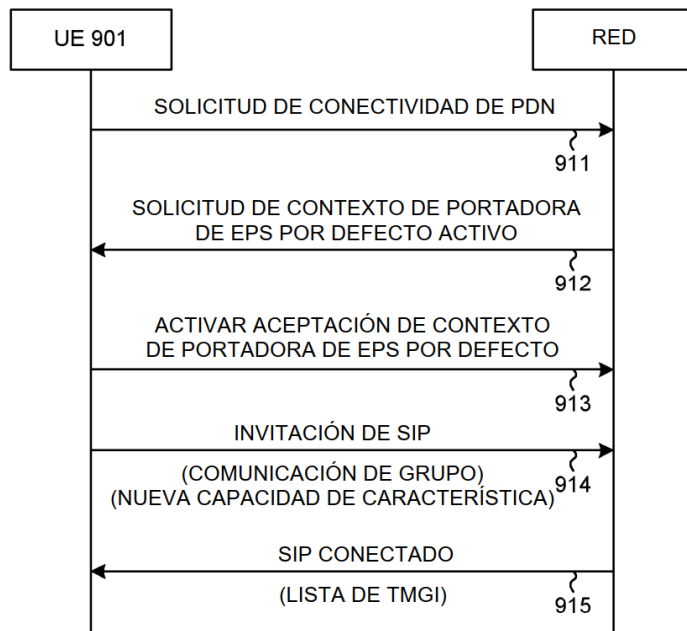 UE 901
RED
SOLICITUD DE CONECTIVIDAD DE PDN
911
SOLICITUD DE CONTEXTO DE PORTADORA
DE EPS POR DEFECTO ACTIVO
912
ACTIVAR ACEPTACIÓN DE CONTEXTO
DE PORTADORA DE EPS POR DEFECTO
913
INVITACIÓN DE SIP
(COMUNICACIÓN DE GRUPO)
914
(NUEVA CAPACIDAD DE CARACTERÍSTICA)
SIP CONECTADO
(LISTA DE TMGI)
915